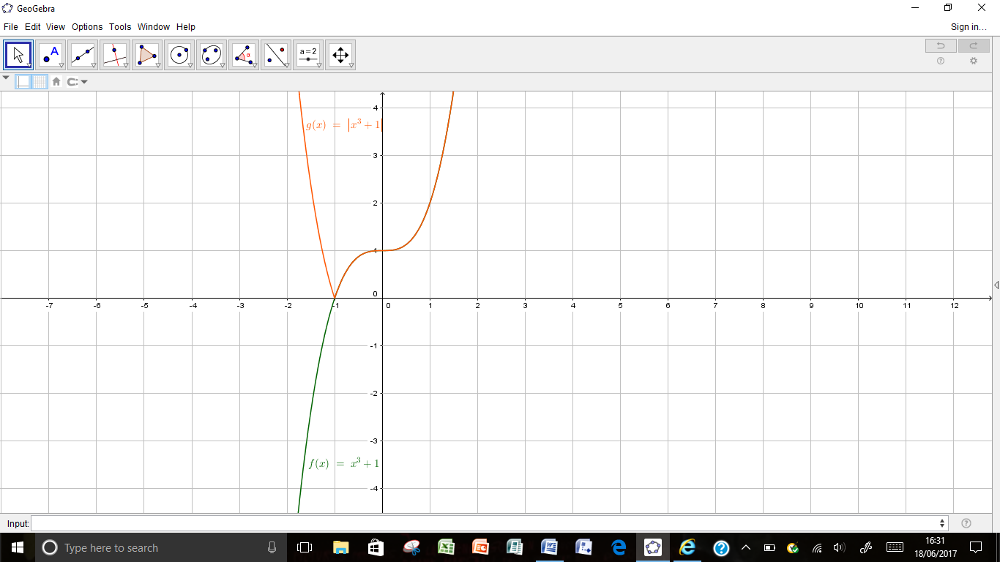 GeoGebra
File Edit View Options Tools Window Help Sign in...
A α a = 2
4
g(x) = |x³ + 1|
3
2
1
0
-7 -6 -5 -4 -3 -2 -1 0 1 2 3 4 5 6 7 8 9 10 11 12
-1
-2
-3
f(x) = x³ + 1
-4
Input:
Type here to search
16:31
18/06/2017